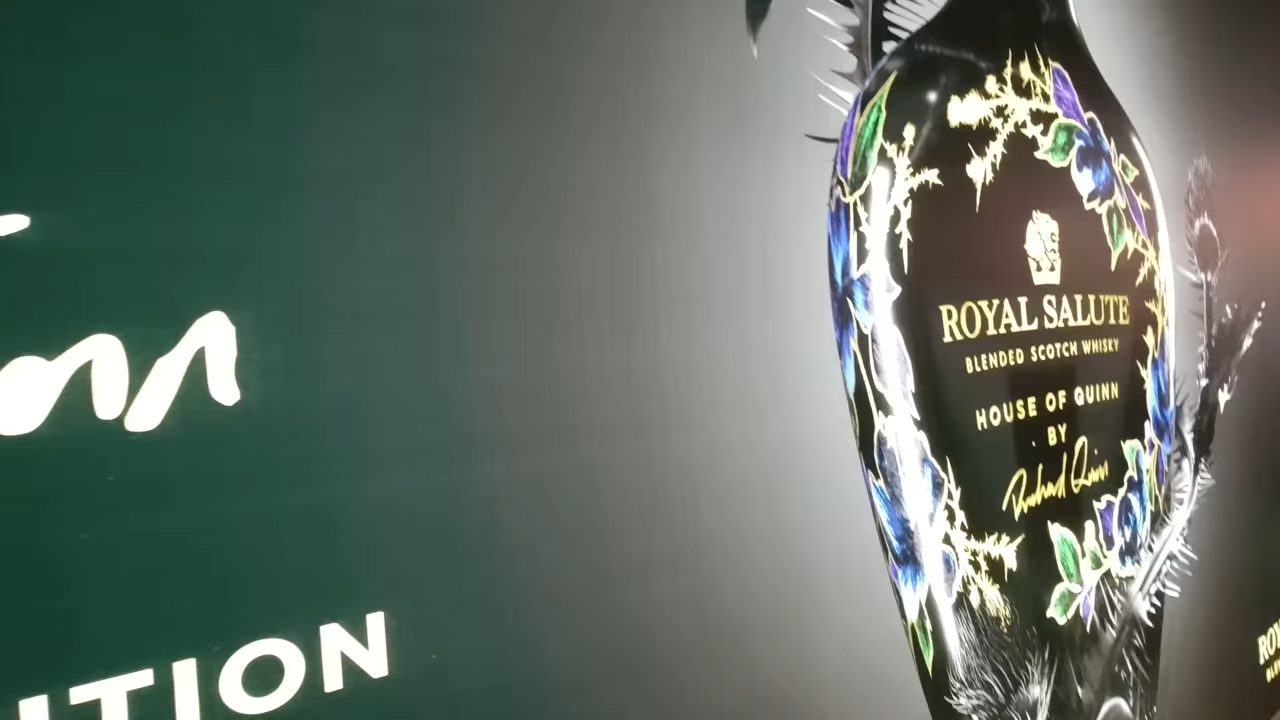 ITION
ROYAL SALUTE
BLENDED SCOTCH WHISKY
HOUSE OF QUINN
BY
Richard Quinn